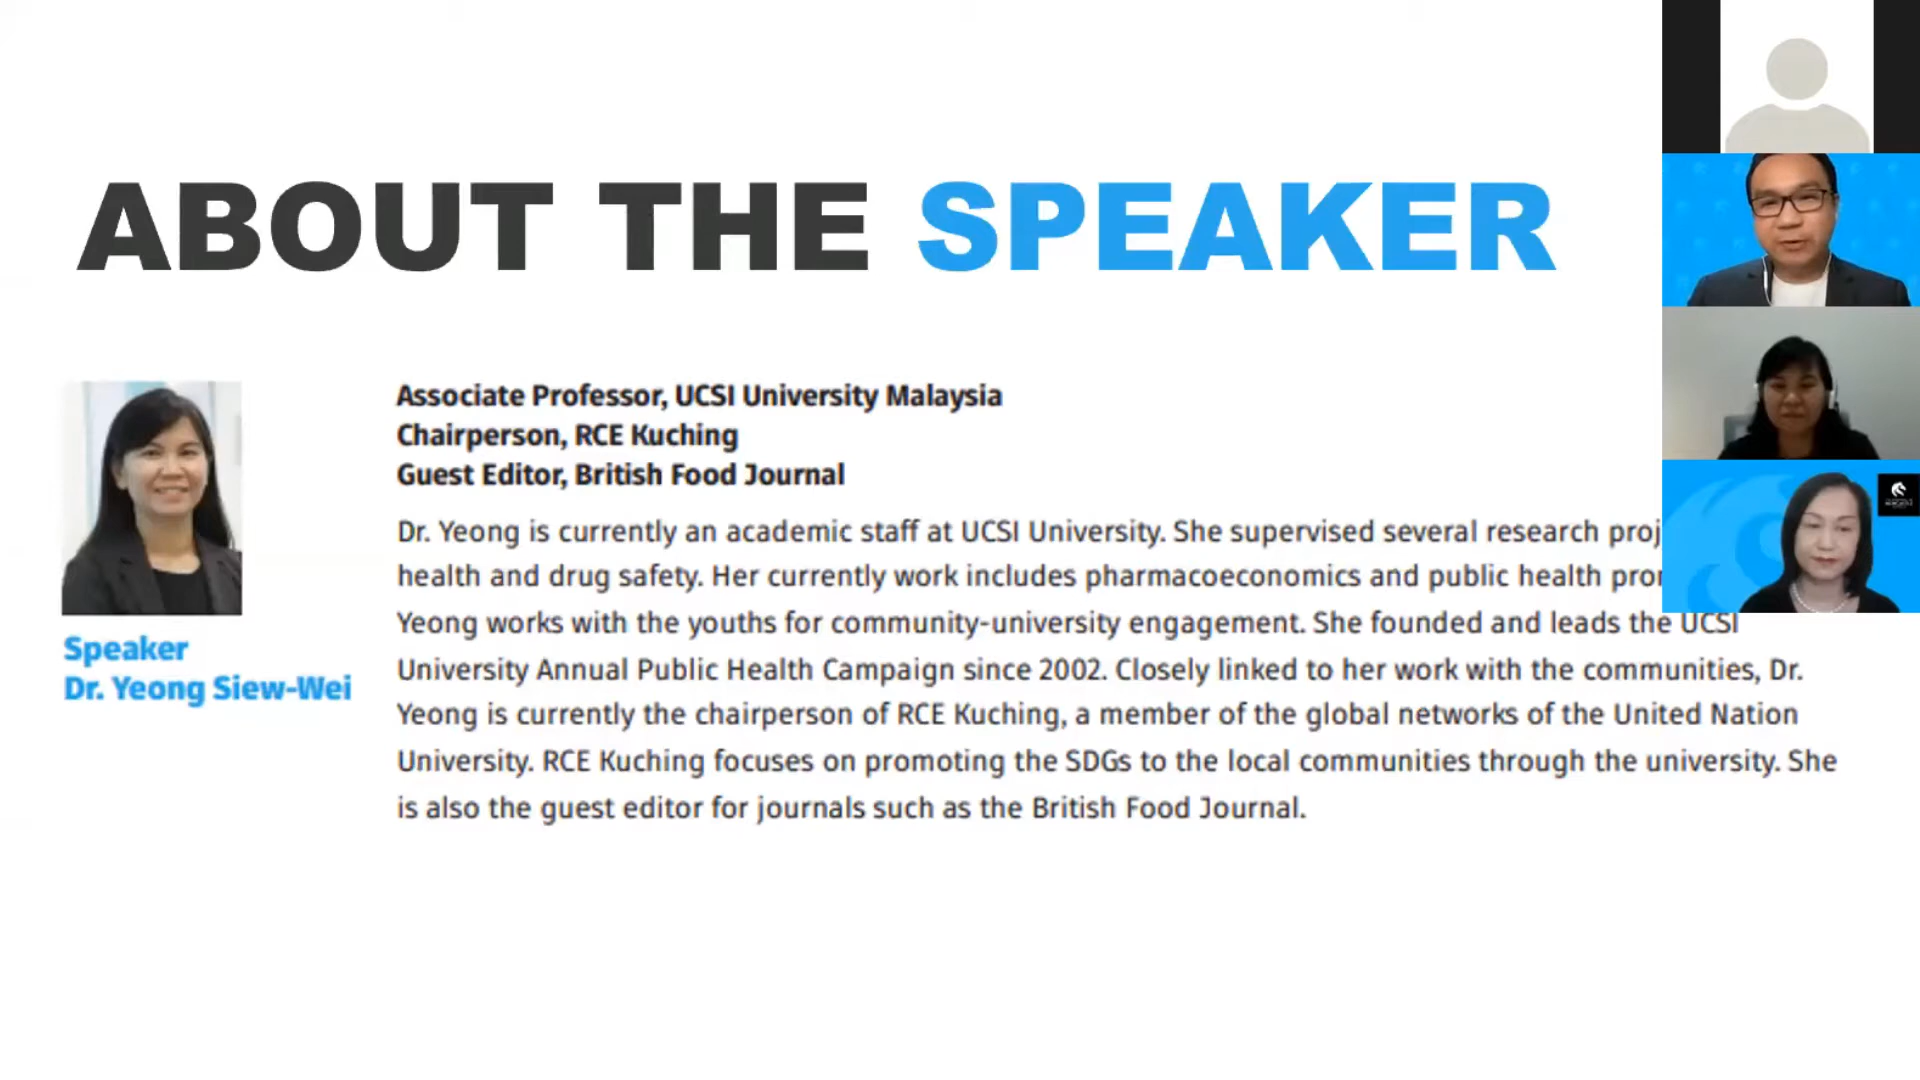 ABOUT THE SPEAKER
Associate Professor, UCSI University Malaysia
Chairperson, RCE Kuching
Guest Editor, British Food Journal
Dr. Yeong is currently an academic staff at UCSI University. She supervised several research
health and drug safety. Her currently work includes pharmacoeconomics and public health
Yeong works with the youths for community-university engagement. She founded and leads the UCSI
University Annual Public Health Campaign since 2002. Closely linked to her work with the communities, Dr.
Yeong is currently the chairperson of RCE Kuching, a member of the global networks of the United Nation
University. RCE Kuching focuses on promoting the SDGs to the local communities through the university. She
is also the guest editor for journals such as the British Food Journal.
Speaker
Dr. Yeong Siew-Wei